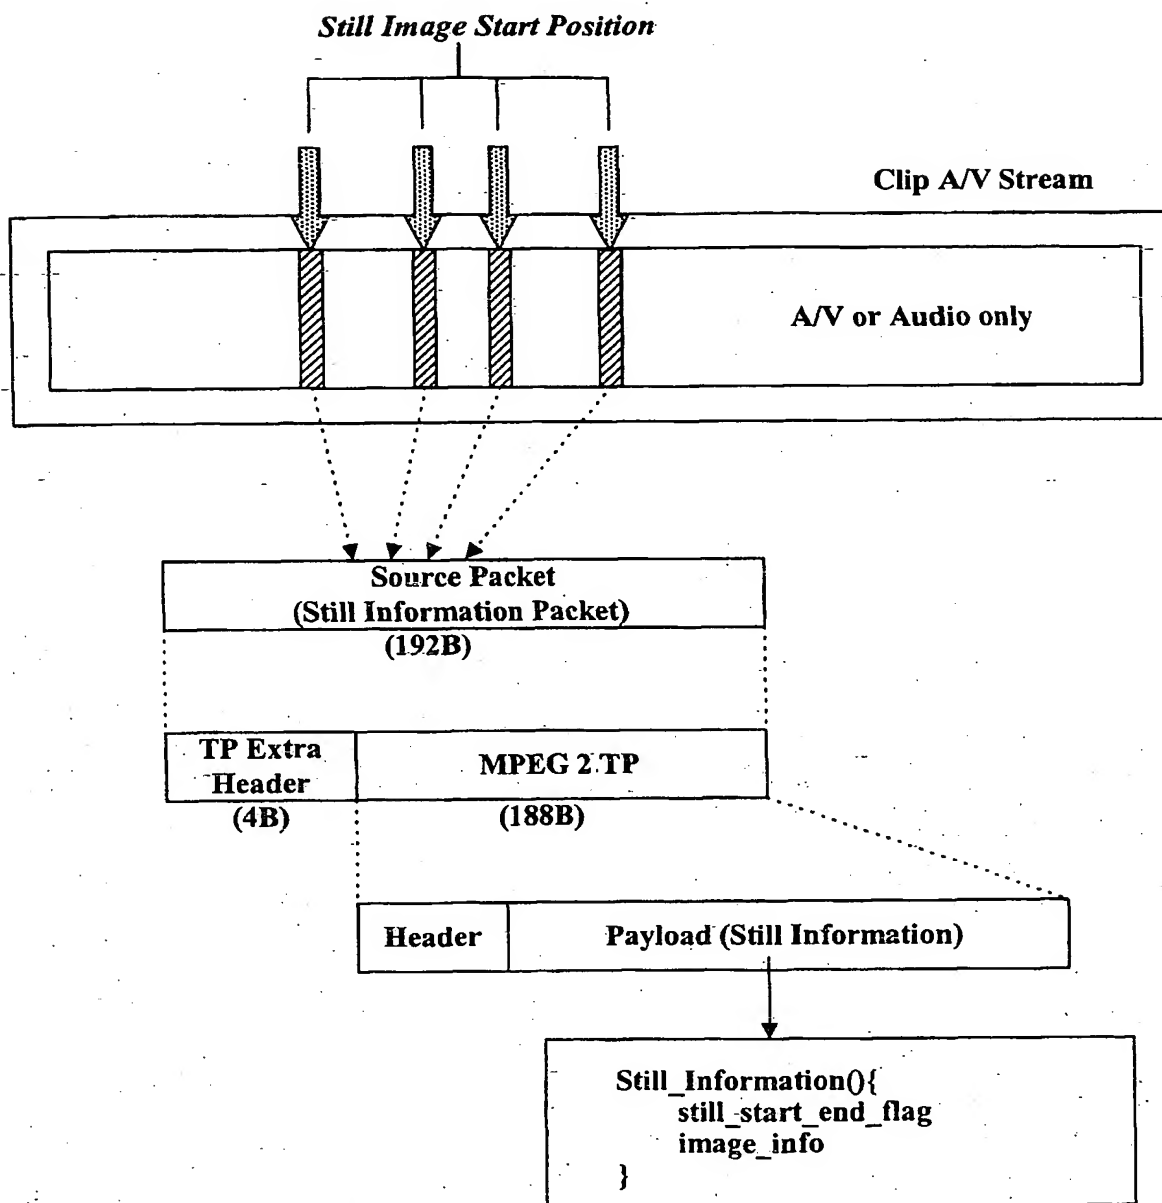 Still Image Start Position
Clip A/V Stream
A/V or Audio only
Source Packet
(Still Information Packet)
(192B)
TP Extra
Header
MPEG 2 TP
(4B)
(188B)
Header
Payload (Still Information)
Still_Information(){
still_start_end_flag
image_info
}